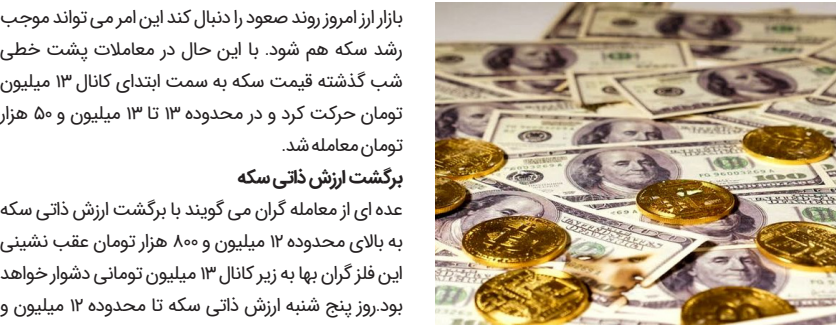 بازار ارز امروز روند صعود را دنبال کند این امر می تواند موجب
رشد سکه هم شود. با این حال در معاملات پشت خطی
شب گذشته قیمت سکه به سمت ابتدای کانال ۱۳ میلیون
تومان حرکت کرد و در محدوده ۱۳ تا ۱۳ میلیون و ۵۰ هزار
تومان معامله شد.
برگشت ارزش ذاتی سکه
عده ای از معامله گران می گویند با برگشت ارزش ذاتی سکه
به بالای محدوده ۱۲ میلیون و ۸۰۰ هزار تومان عقب نشینی
این فلز گران بها به زیر کانال ۱۳ میلیون تومانی دشوار خواهد
بود.روز پنج شنبه ارزش ذاتی سکه تا محدوده ۱۲ میلیون و